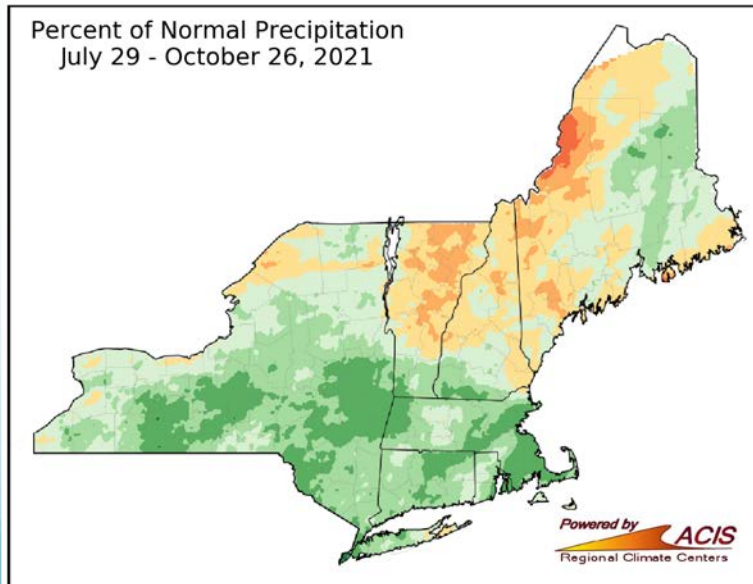 Percent of Normal Precipitation
July 29 - October 26, 2021
Powered by
ACIS
Regional Climate Centers